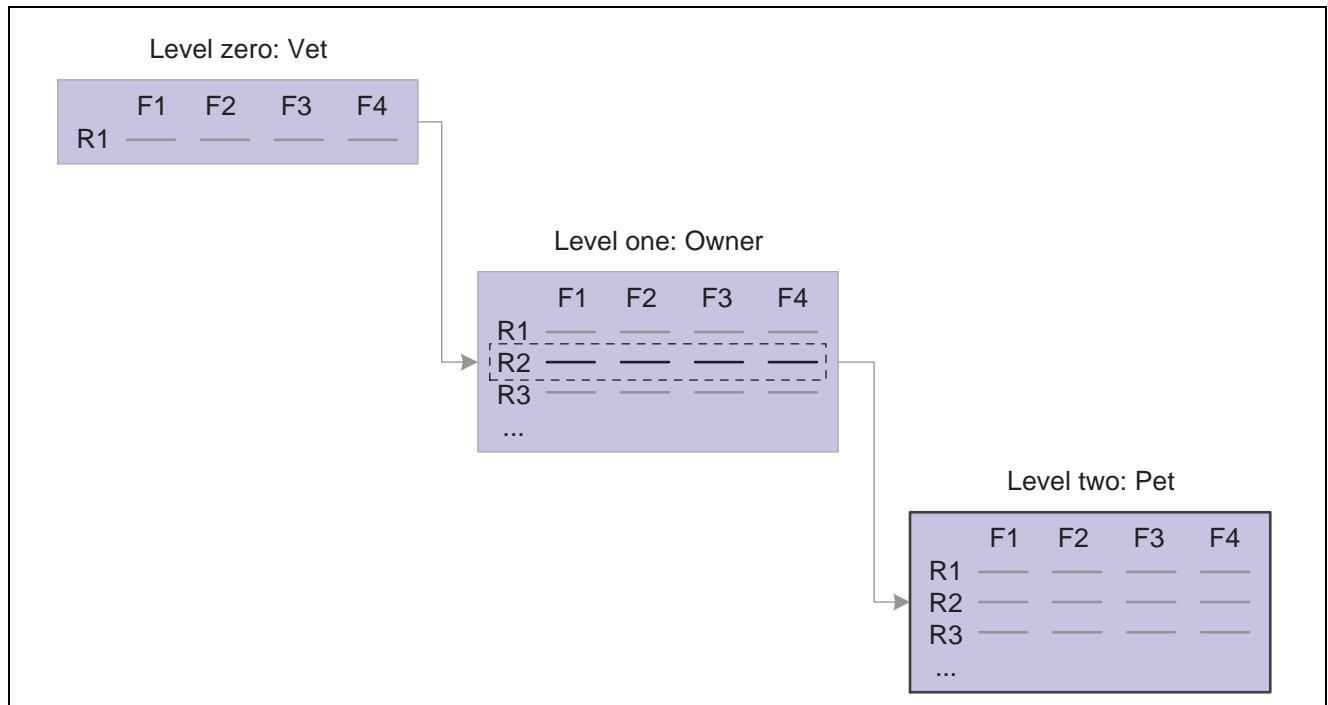 Level zero: Vet
F1 F2 F3 F4
R1
Level one: Owner
F1 F2 F3 F4
R1
R2
R3
...
Level two: Pet
F1 F2 F3 F4
R1
R2
R3
...